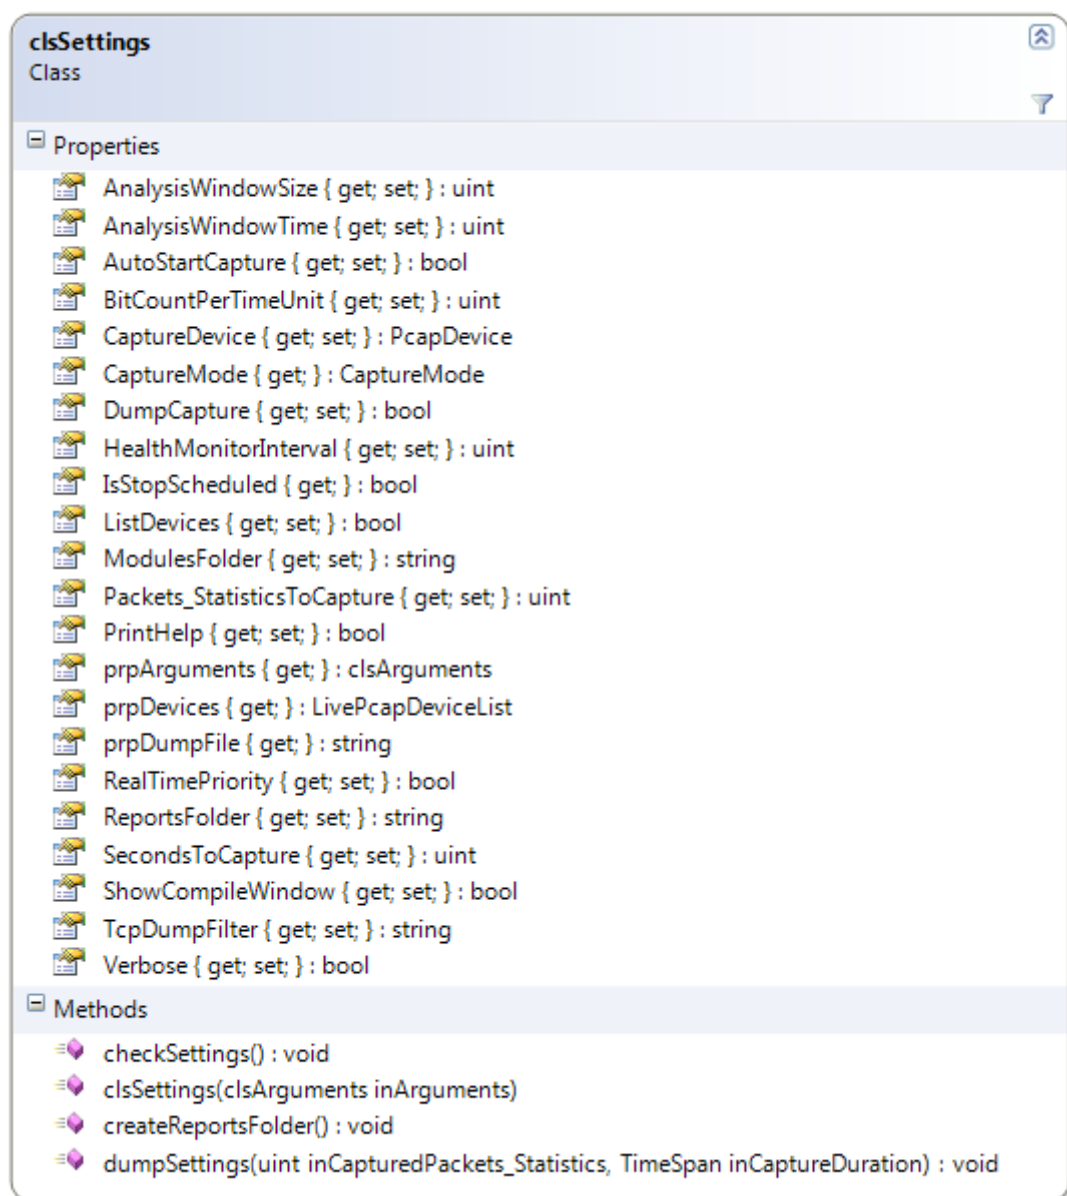 clsSettings
Class
Properties
AnalysisWindowSize { get; set; } : uint
AnalysisWindowTime { get; set; } : uint
AutoStartCapture { get; set; } : bool
BitCountPerTimeUnit { get; set; } : uint
CaptureDevice { get; set; } : PcapDevice
CaptureMode { get; } : CaptureMode
DumpCapture { get; set; } : bool
HealthMonitorInterval { get; set; } : uint
IsStopScheduled { get; } : bool
ListDevices { get; set; } : bool
ModulesFolder { get; set; } : string
Packets_StatisticsToCapture { get; set; } : uint
PrintHelp { get; set; } : bool
prpArguments { get; } : clsArguments
prpDevices { get; } : LivePcapDeviceList
prpDumpFile { get; } : string
RealTimePriority { get; set; } : bool
ReportsFolder { get; set; } : string
SecondsToCapture { get; set; } : uint
ShowCompileWindow { get; set; } : bool
TcpDumpFilter { get; set; } : string
Verbose { get; set; } : bool
Methods
checkSettings() : void
clsSettings(clsArguments inArguments)
createReportsFolder() : void
dumpSettings(uint inCapturedPackets_Statistics, TimeSpan inCaptureDuration) : void